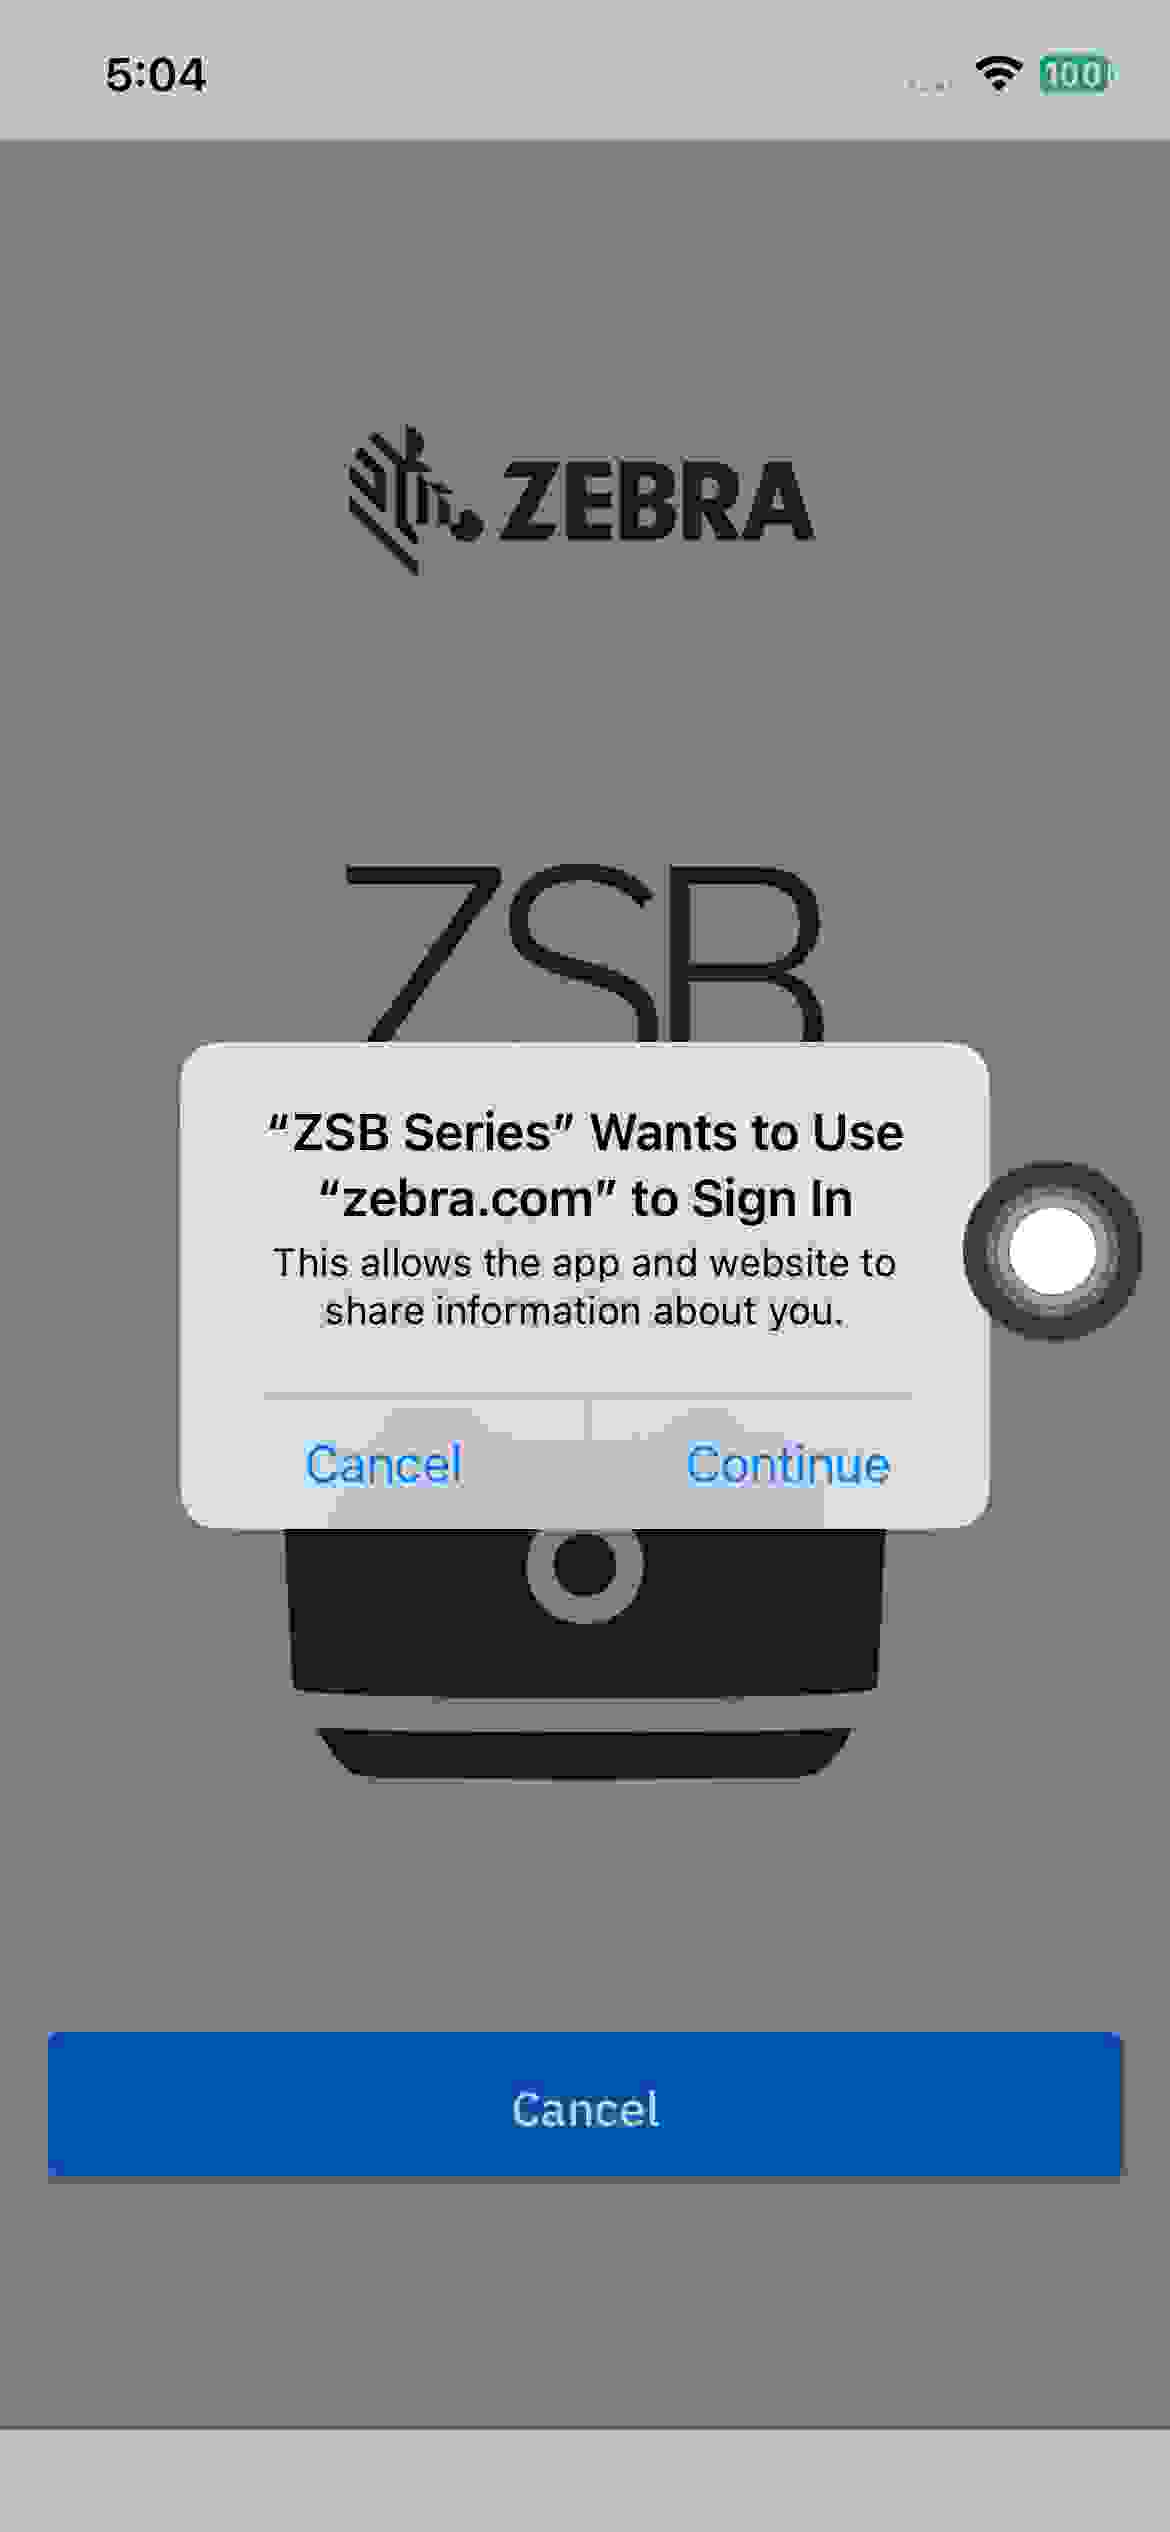 5:04
100
ZEBRA
ZSB
“ZSB Series” Wants to Use
“zebra.com” to Sign In
This allows the app and website to
share information about you.
Cancel
Continue
Cancel